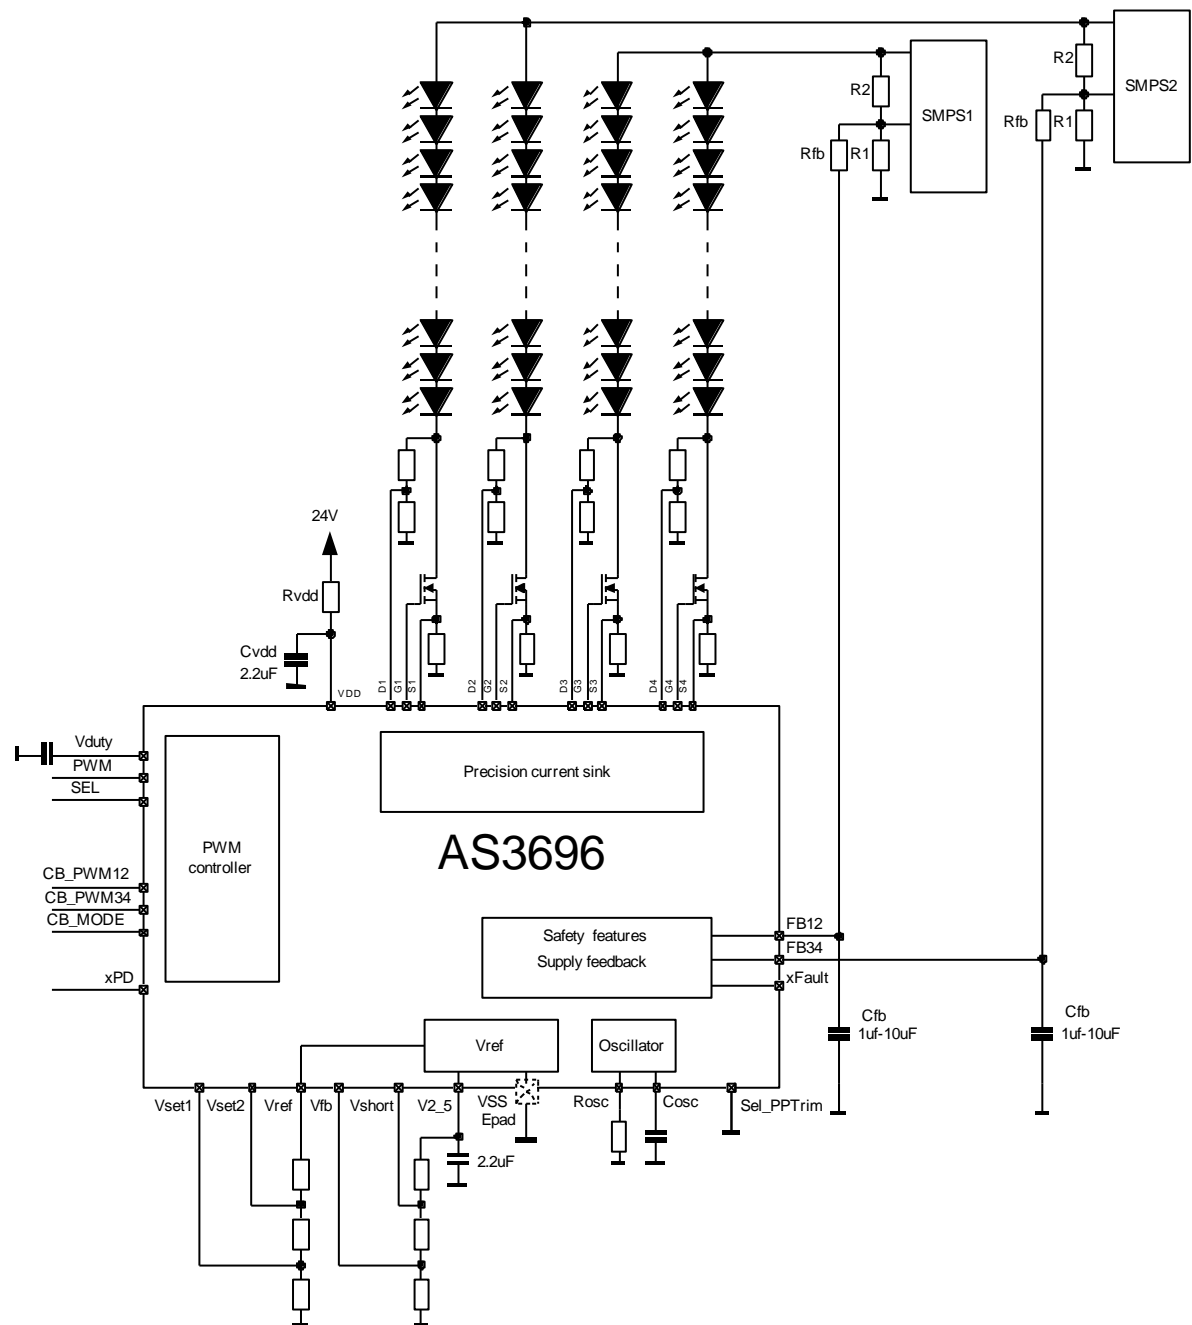 R2
SMPS2
R2
SMPS1
Rfb R1
Rfb R1
24V
Rvdd
Cvdd
2.2uF
VDD
D1
G1
S1
D2
G2
S2
D3
G3
S3
D4
G4
S4
Vduty
PWM
SEL
Precision current sink
PWM
controller
AS3696
CB_PWM12
CB_PWM34
CB_MODE
xPD
Safety features
Supply feedback
FB12
FB34
xFault
Cfb
1uf-10uF
Cfb
1uf-10uF
Vref
Oscillator
Vset1
Vset2
Vref
Vfb
Vshort
V2_5
VSS
Epad
Rosc
Cosc
Sel_PPTrim
2.2uF